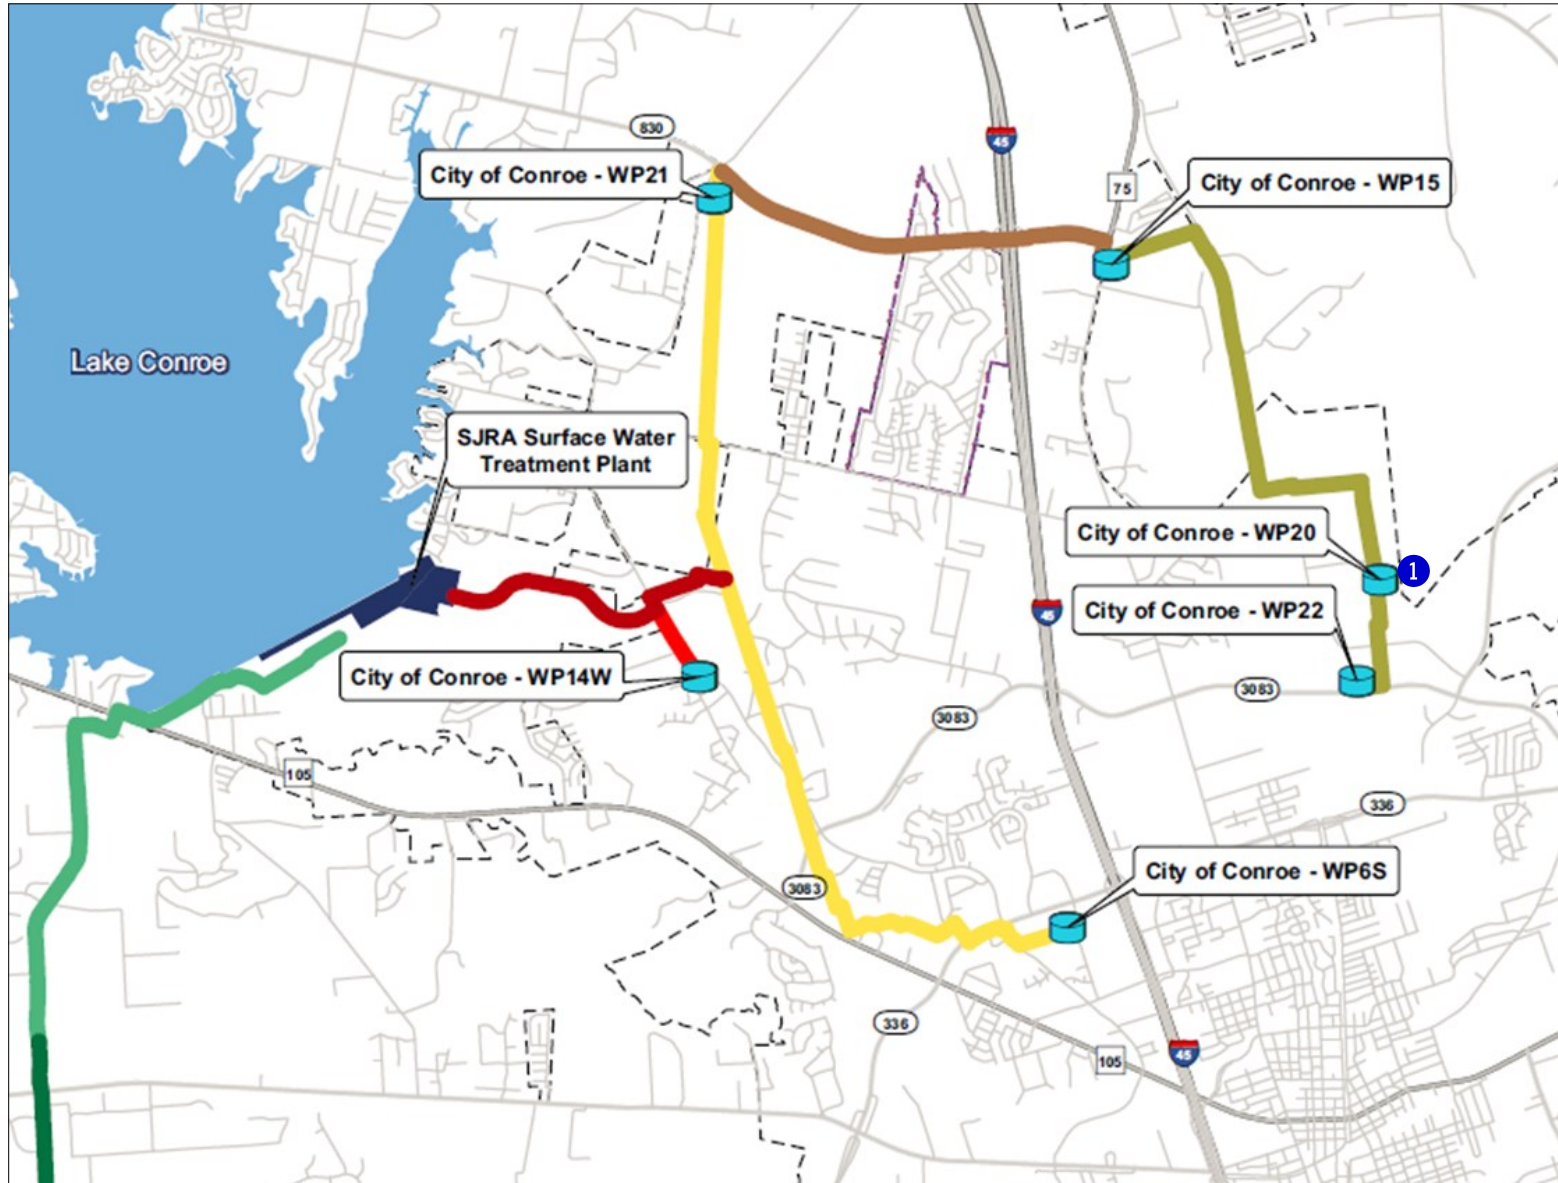 830
45
City of Conroe - WP21
75
City of Conroe - WP15
Lake Conroe
SJRA Surface Water
Treatment Plant
City of Conroe - WP20
1
City of Conroe - WP22
45
City of Conroe - WP14W
3083
3083
105
336
City of Conroe - WP6S
3083
336
105
45